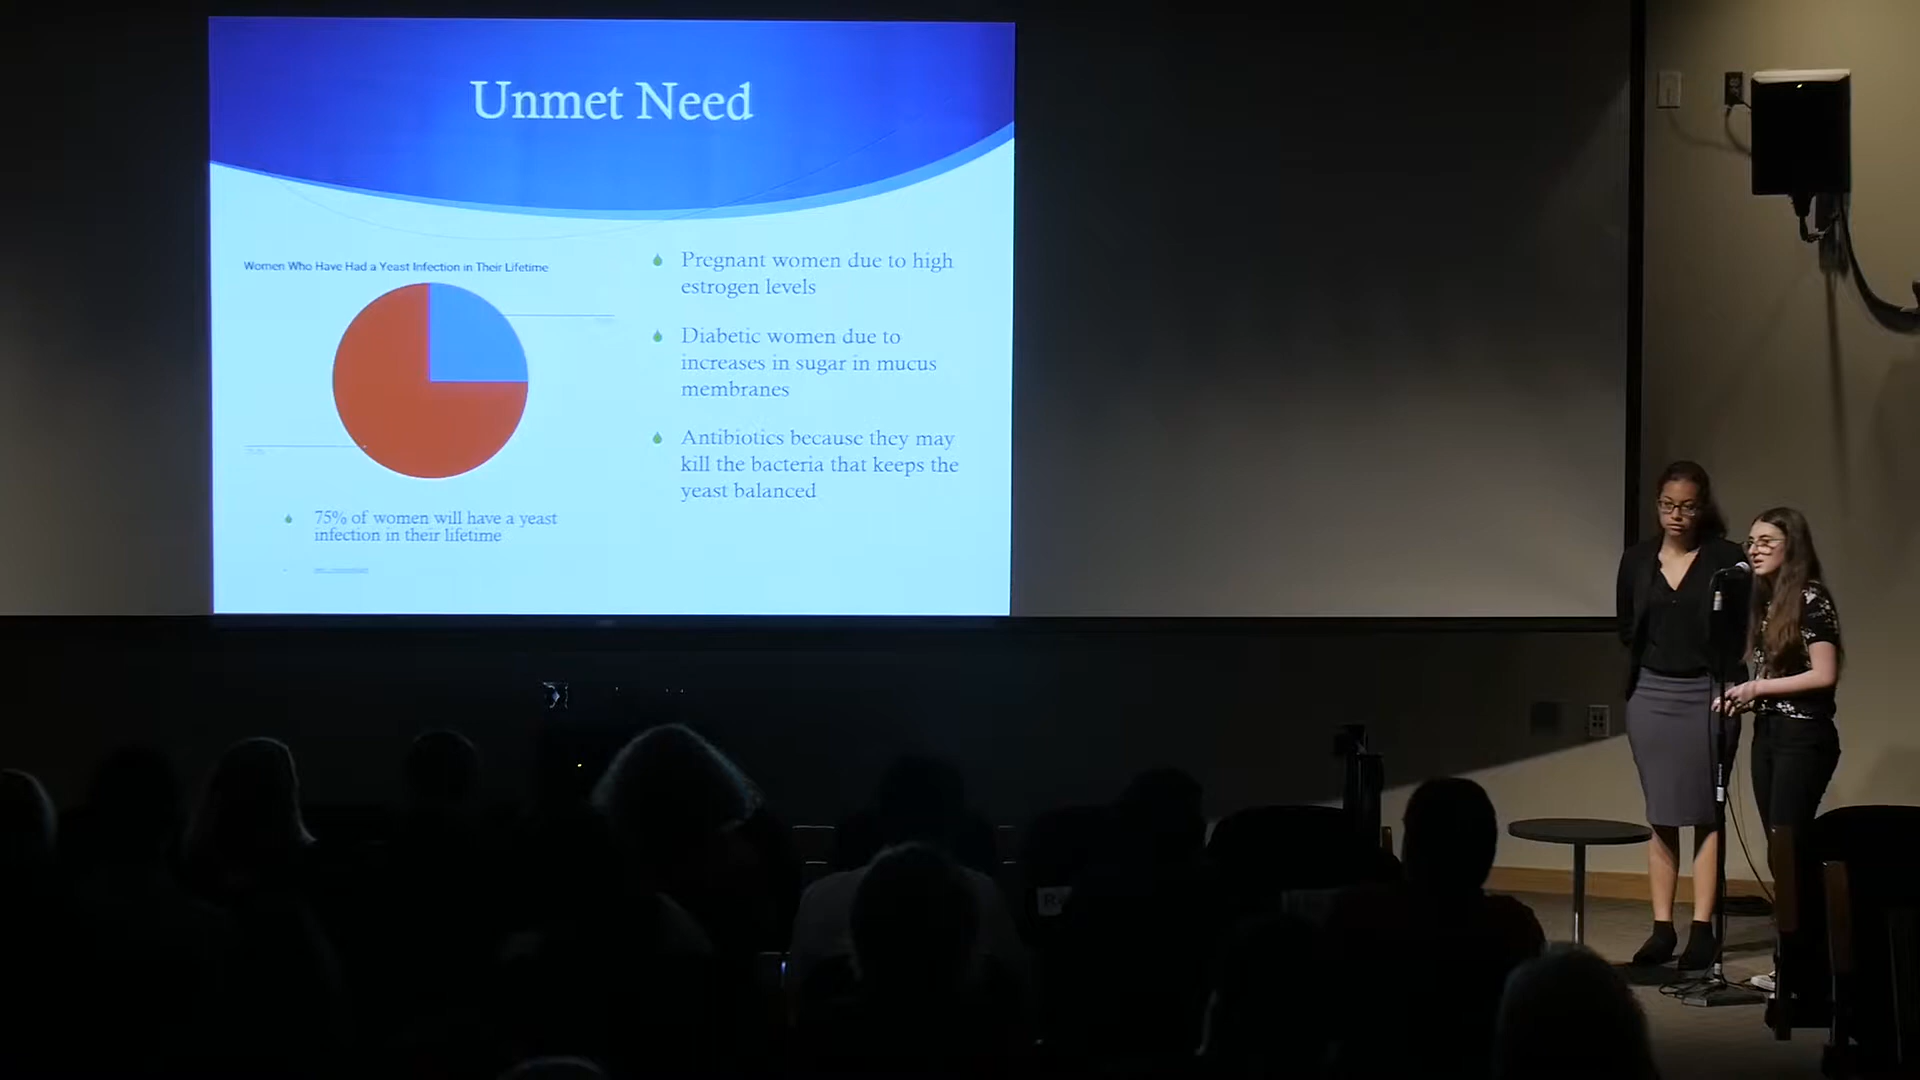 Unmet Need
Women Who Have Had a Yeast Infection in Their Lifetime
75% of women will have a yeast
infection in their lifetime
Pregnant women due to high
estrogen levels
Diabetic women due to
increases in sugar in mucus
membranes
Antibiotics because they may
kill the bacteria that keeps the
yeast balanced